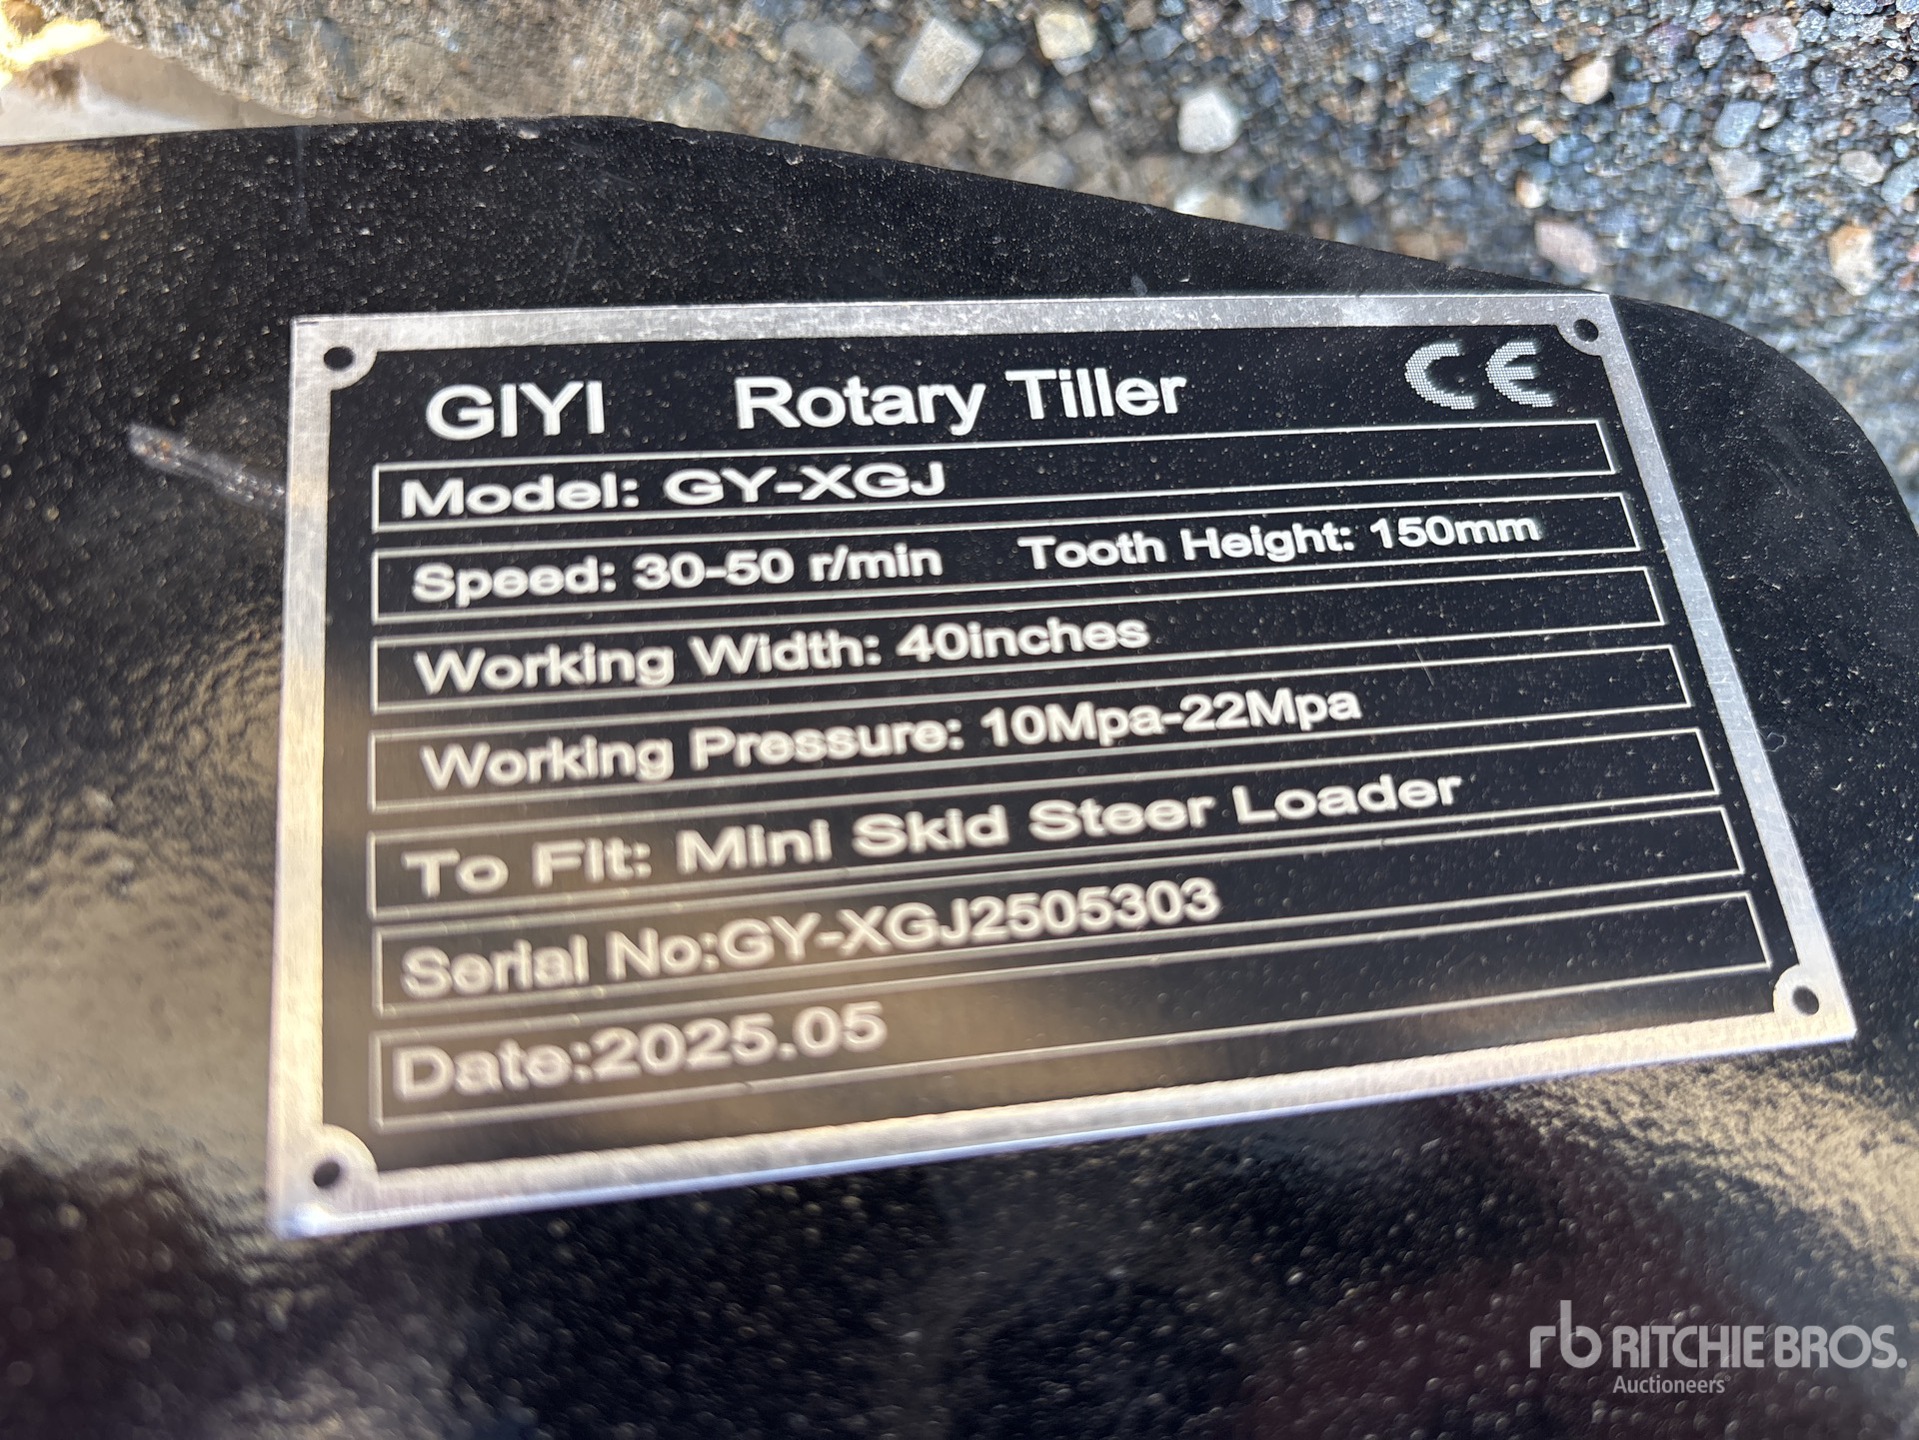 GIYI Rotary Tiller CE
Model: GY-XGJ
Speed: 30-50 r/min Tooth Height: 150mm
Working Width: 40inches
Working Pressure: 10Mpa-22Mpa
To Fit: Mini Skid Steer Loader
Serial No:GY-XGJ2505303
Date:2025.05
rb RITCHIE BROS.
Auctioneers